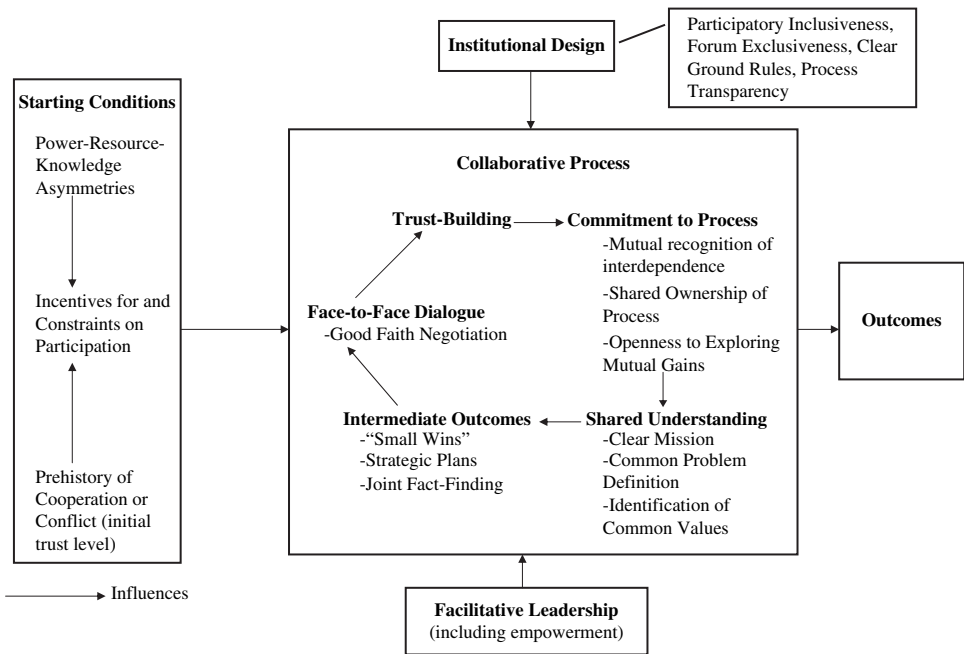 Institutional Design
Participatory Inclusiveness,
Forum Exclusiveness, Clear
Ground Rules, Process
Transparency
Starting Conditions
Power-Resource-
Knowledge
Asymmetries
Incentives for and
Constraints on
Participation
Prehistory of
Cooperation or
Conflict (initial
trust level)
Influences
Collaborative Process
Trust-Building
Commitment to Process
-Mutual recognition of
interdependence
-Shared Ownership of
Process
-Openness to Exploring
Mutual Gains
Face-to-Face Dialogue
-Good Faith Negotiation
Intermediate Outcomes
-“Small Wins”
-Strategic Plans
-Joint Fact-Finding
Shared Understanding
-Clear Mission
-Common Problem
Definition
-Identification of
Common Values
Outcomes
Facilitative Leadership
(including empowerment)